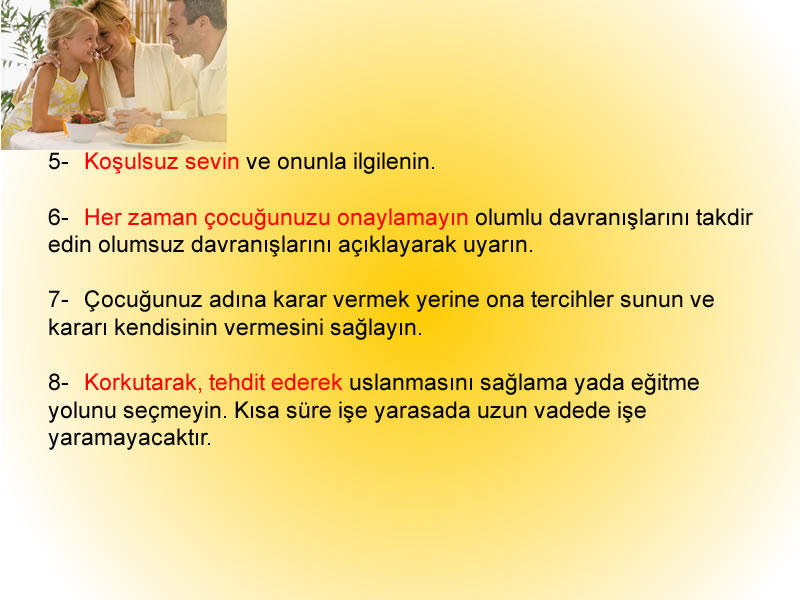 5- Koşulsuz sevin ve onunla ilgilenin.
6- Her zaman çocuğunuzu onaylamayın olumlu davranışlarını takdir
edin olumsuz davranışlarını açıklayarak uyarın.
7- Çocuğunuz adına karar vermek yerine ona tercihler sunun ve
kararı kendisinin vermesini sağlayın.
8- Korkutarak, tehdit ederek uslanmasını sağlama yada eğitme
yolunu seçmeyin. Kısa süre işe yarasada uzun vadede işe
yaramayacaktır.